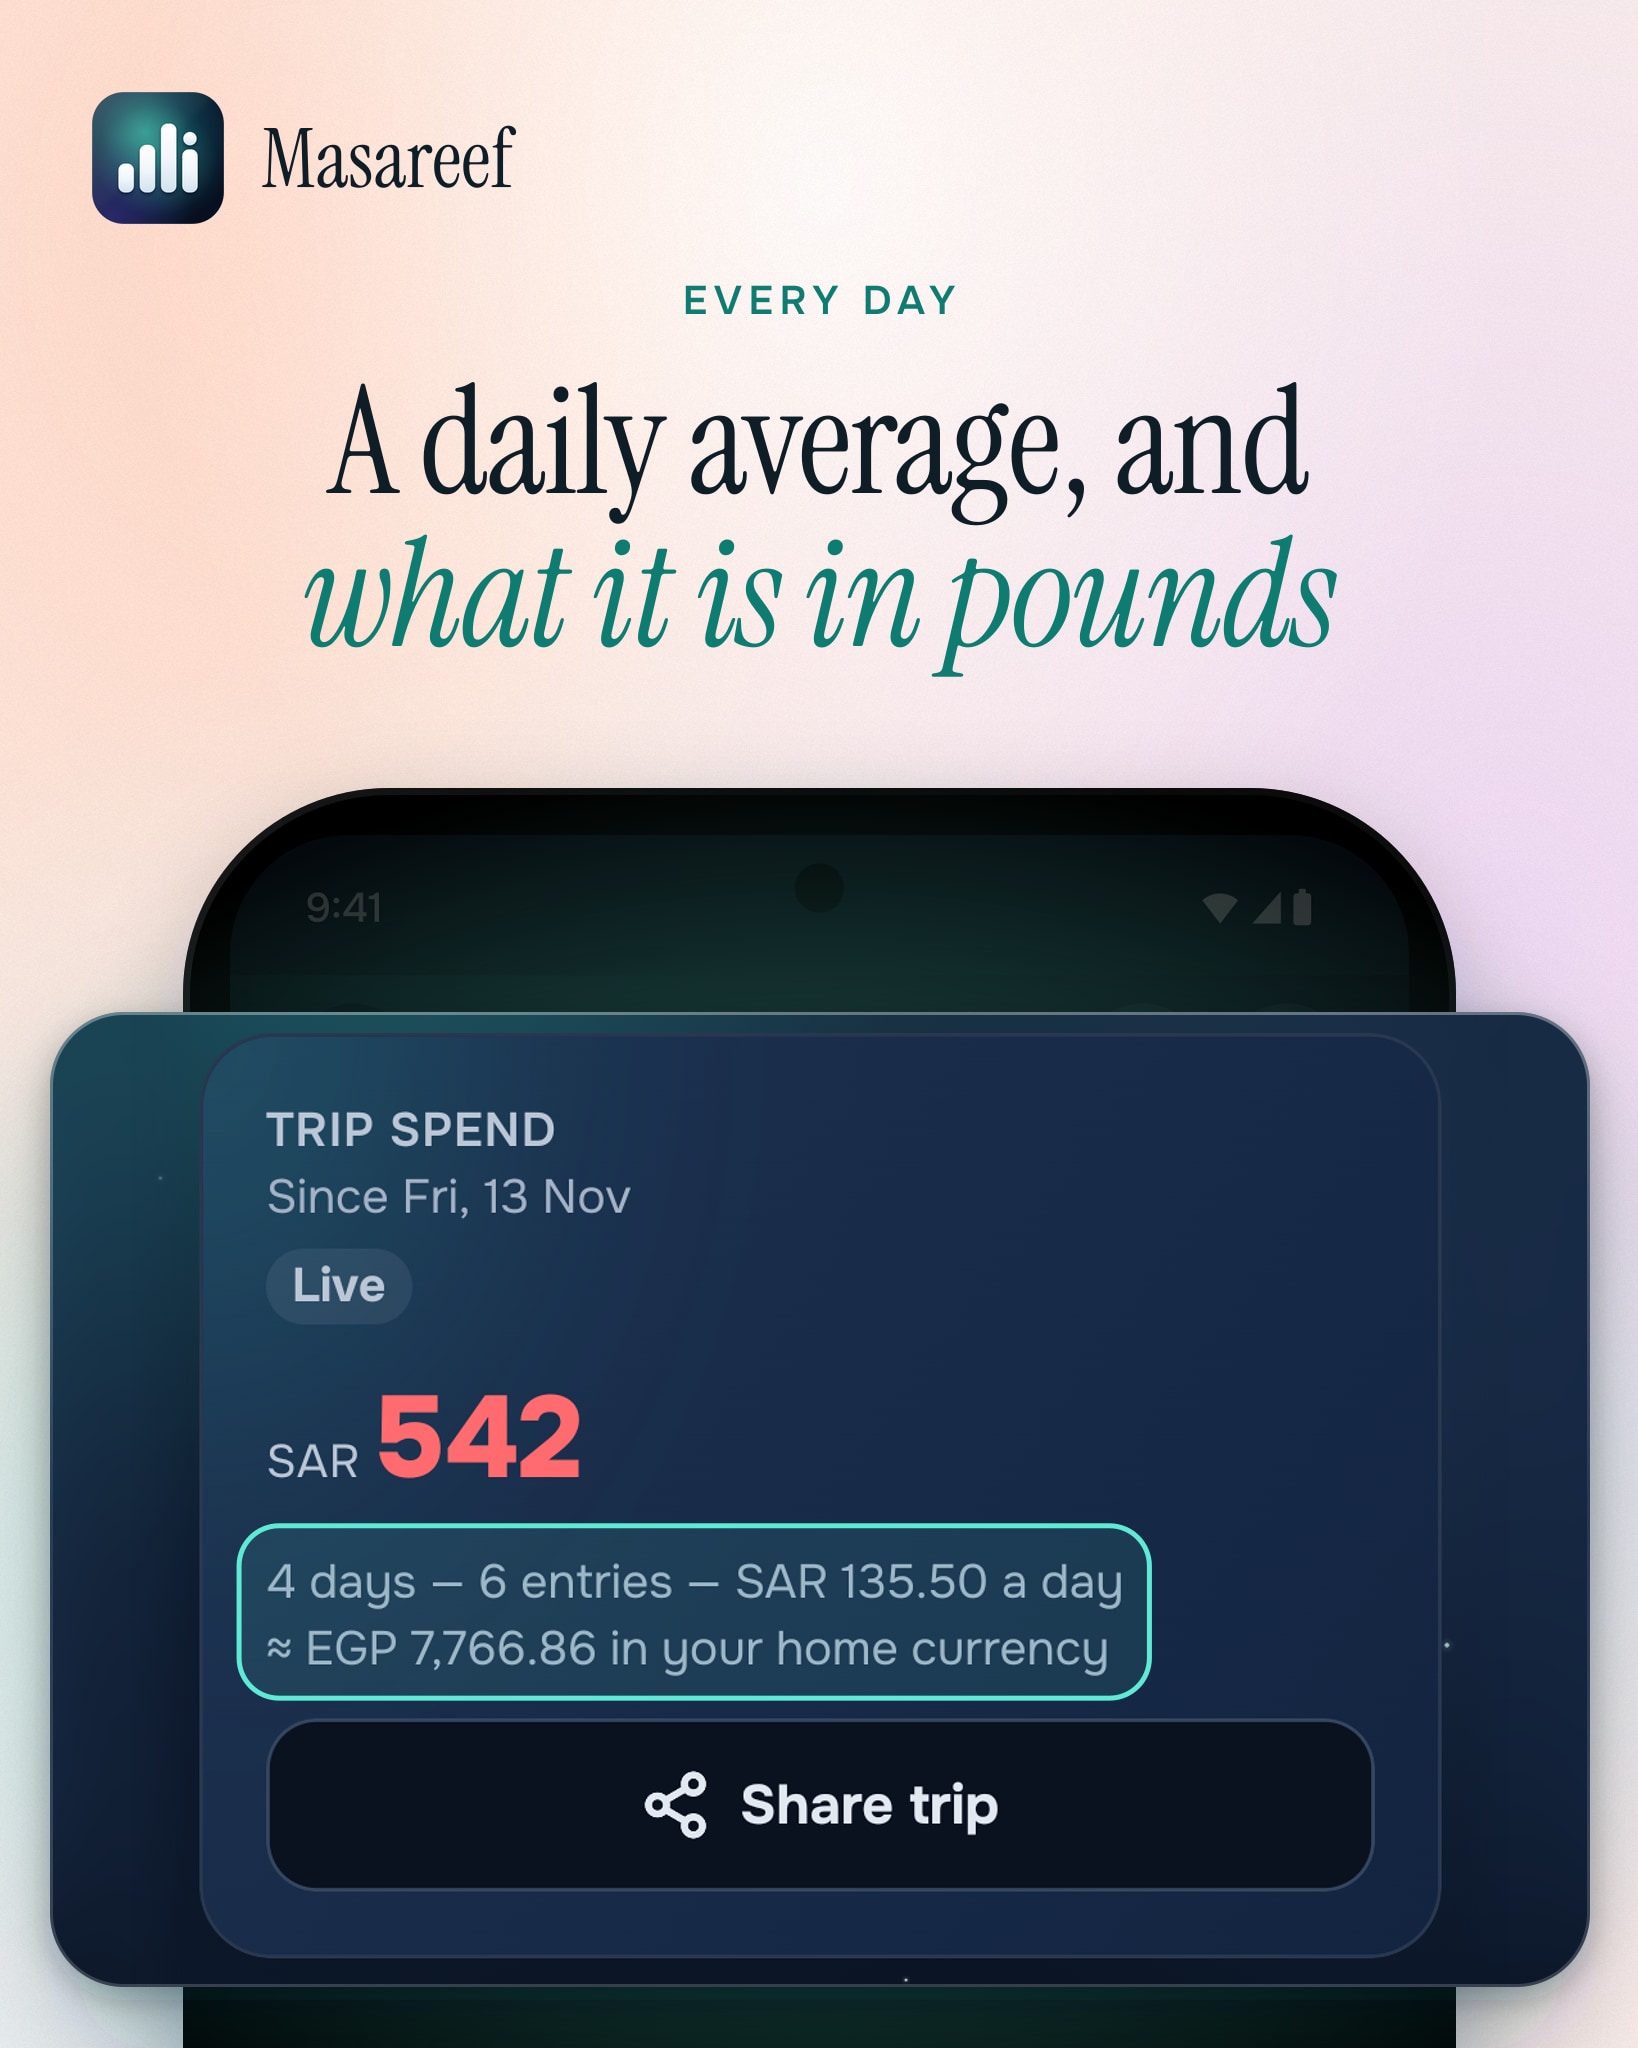 Masareef
EVERY DAY
A daily average, and
what it is in pounds
9:41
TRIP SPEND
Since Fri, 13 Nov
Live
SAR 542
4 days — 6 entries — SAR 135.50 a day
≈ EGP 7,766.86 in your home currency
Share trip